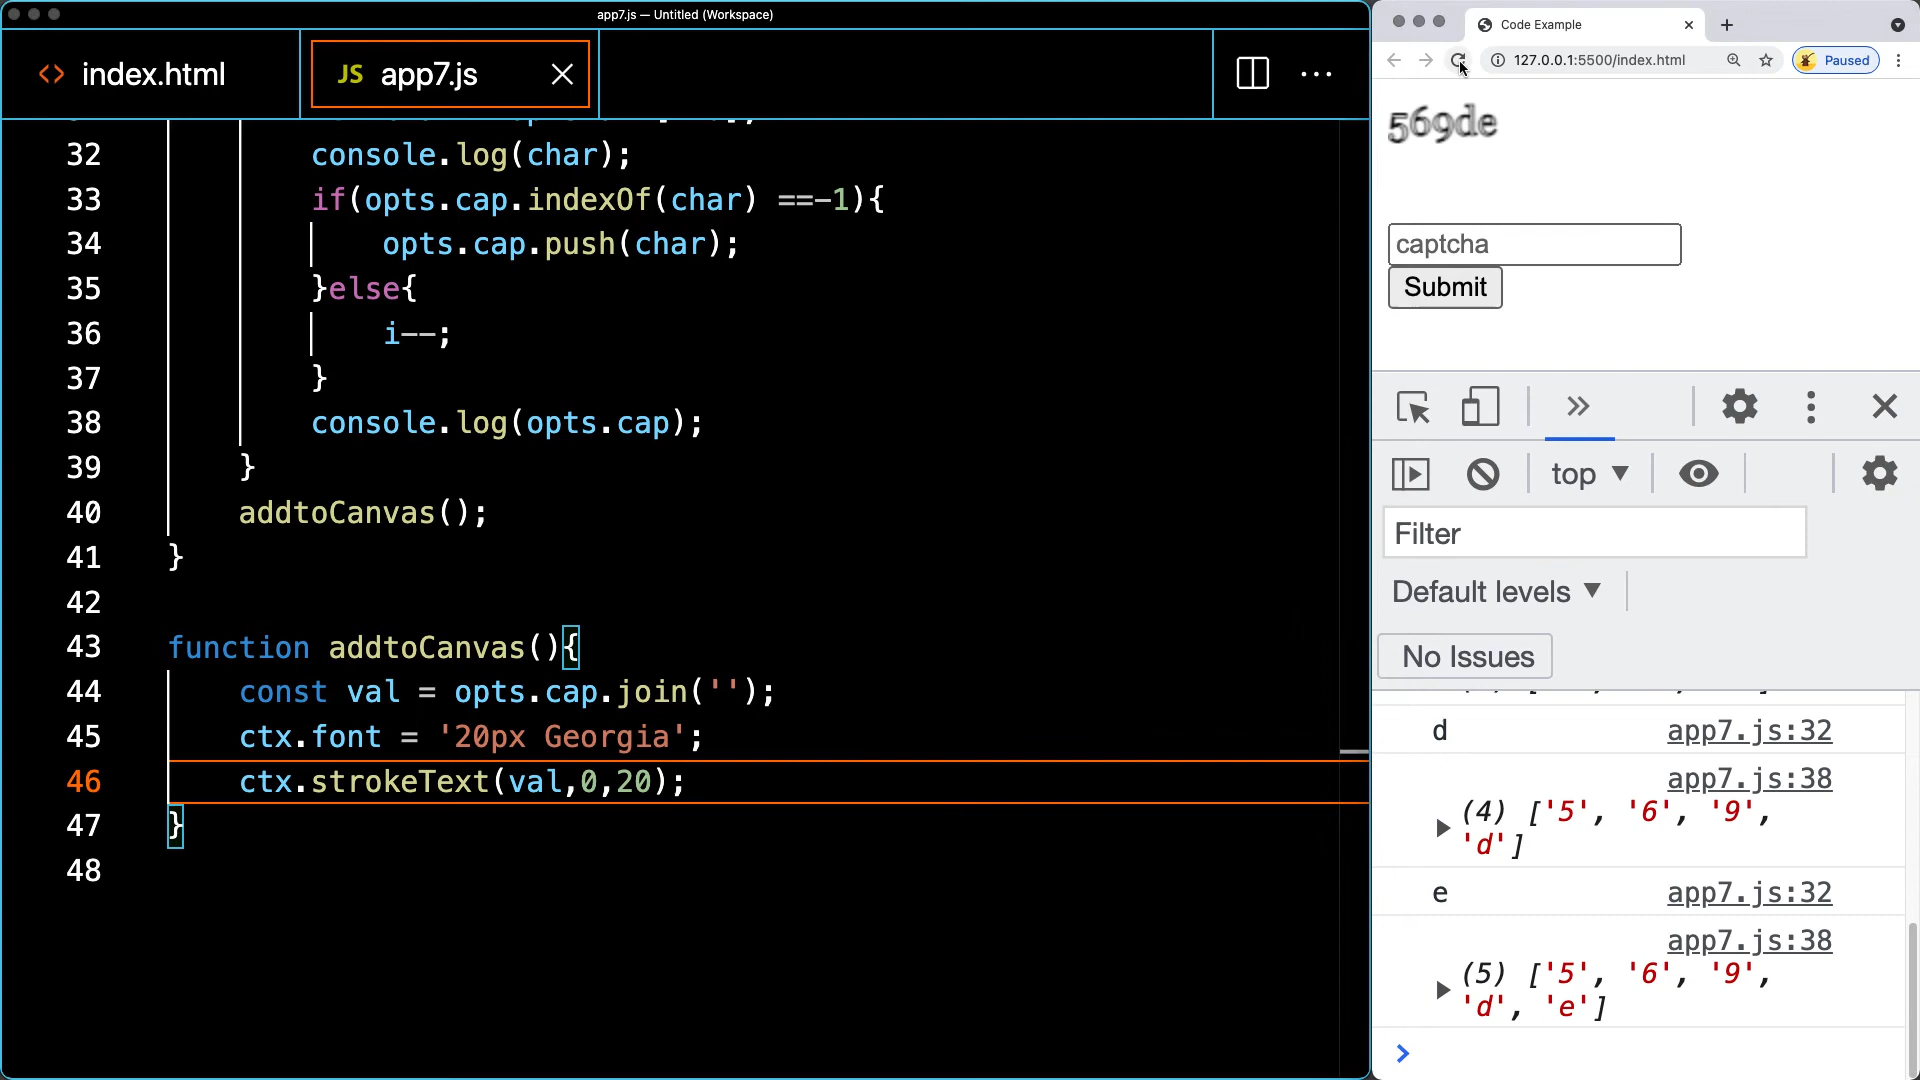 app7.js — Untitled (Workspace)
index.html
JS app7.js
32 console.log(char);
33 if(opts.cap.indexOf(char) ==-1){
34 opts.cap.push(char);
35 }else{
36 i--;
37 }
38 console.log(opts.cap);
39 }
40 addtoCanvas();
41 }
42
43 function addtoCanvas(){
44 const val = opts.cap.join('');
45 ctx.font = '20px Georgia';
46 ctx.strokeText(val,0,20);
47 }
48
Code Example
127.0.0.1:5500/index.html
Paused
569de
captcha
Submit
top
Filter
Default levels
No Issues
d app7.js:32
app7.js:38
(4) ['5', '6', '9',
'd']
e app7.js:32
app7.js:38
(5) ['5', '6', '9',
'd', 'e']